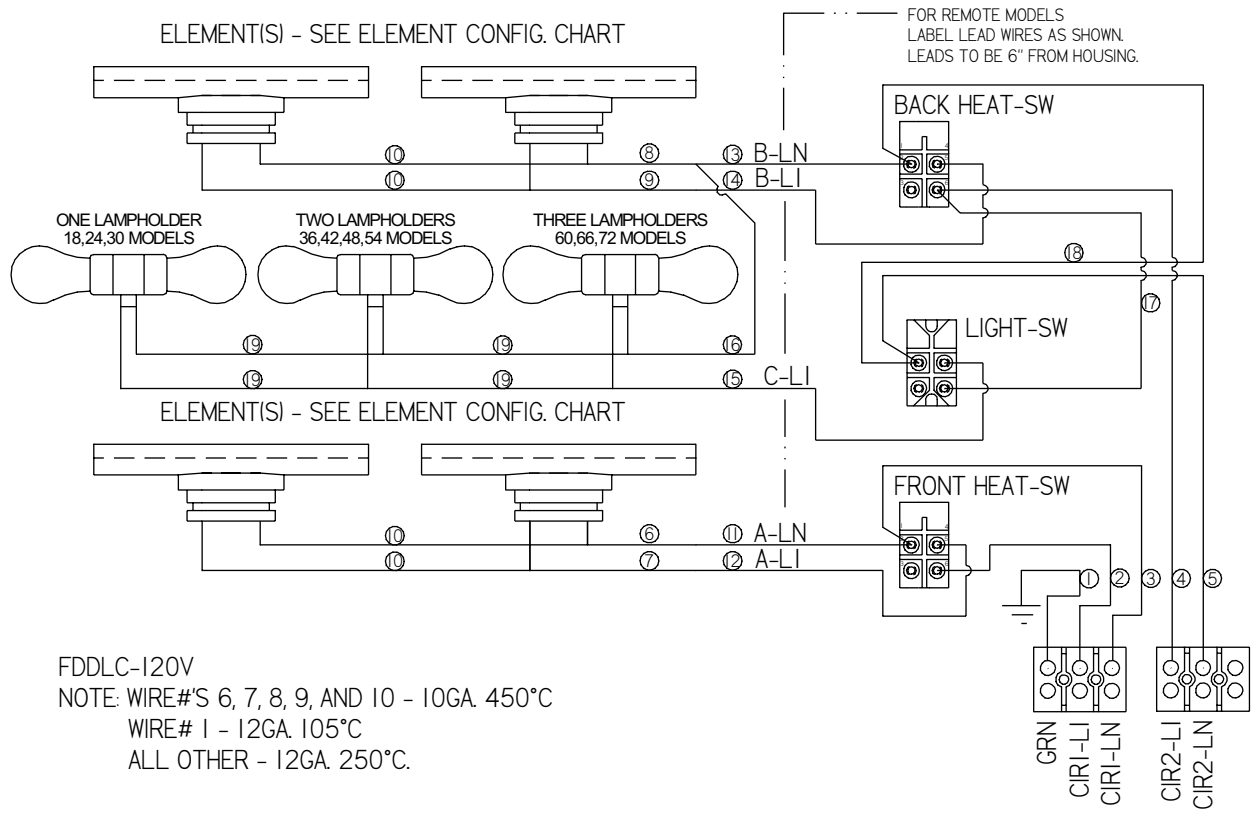 ELEMENT(S) - SEE ELEMENT CONFIG. CHART
FOR REMOTE MODELS
LABEL LEAD WIRES AS SHOWN.
LEADS TO BE 6" FROM HOUSING.
BACK HEAT-SW
10
8
13 B-LN
10
9
14 B-L1
ONE LAMPHOLDER
18,24,30 MODELS
TWO LAMPHOLDERS
36,42,48,54 MODELS
THREE LAMPHOLDERS
60,66,72 MODELS
18
17
LIGHT-SW
19
19
16
19
19
15 C-L1
ELEMENT(S) - SEE ELEMENT CONFIG. CHART
FRONT HEAT-SW
10
6
11 A-LN
10
7
12 A-L1
1
2
3
4
5
GRN
CIR1-L1
CIR1-LN
CIR2-L1
CIR2-LN
FDDLC-120V
NOTE: WIRE#'S 6, 7, 8, 9, AND 10 - 10GA. 450°C
WIRE# 1 - 12GA. 105°C
ALL OTHER - 12GA. 250°C.